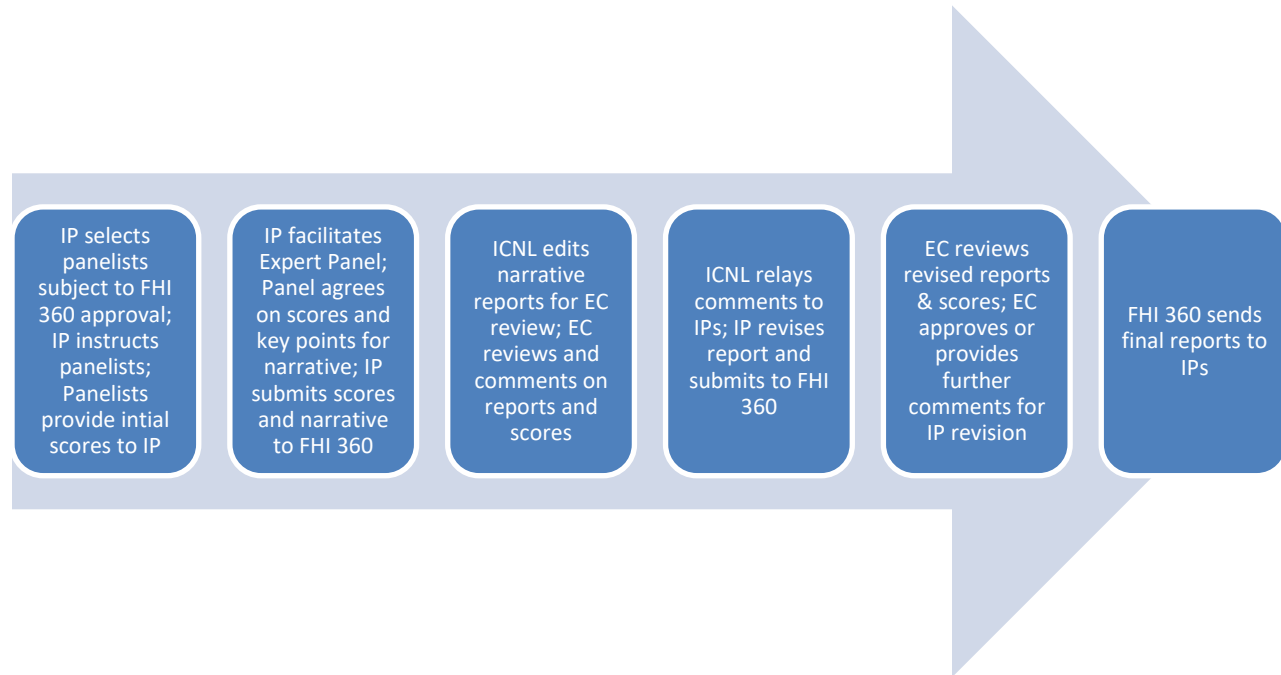 IP selects
panelists
subject to FHI
360 approval;
IP instructs
panelists;
Panelists
provide intial
scores to IP
IP facilitates
Expert Panel;
Panel agrees
on scores and
key points for
narrative; IP
submits scores
and narrative
to FHI 360
ICNL edits
narrative
reports for EC
review; EC
reviews and
comments on
reports and
scores
ICNL relays
comments to
IPs; IP revises
report and
submits to FHI
360
EC reviews
revised reports
& scores; EC
approves or
provides
further
comments for
IP revision
FHI 360 sends
final reports to
IPs